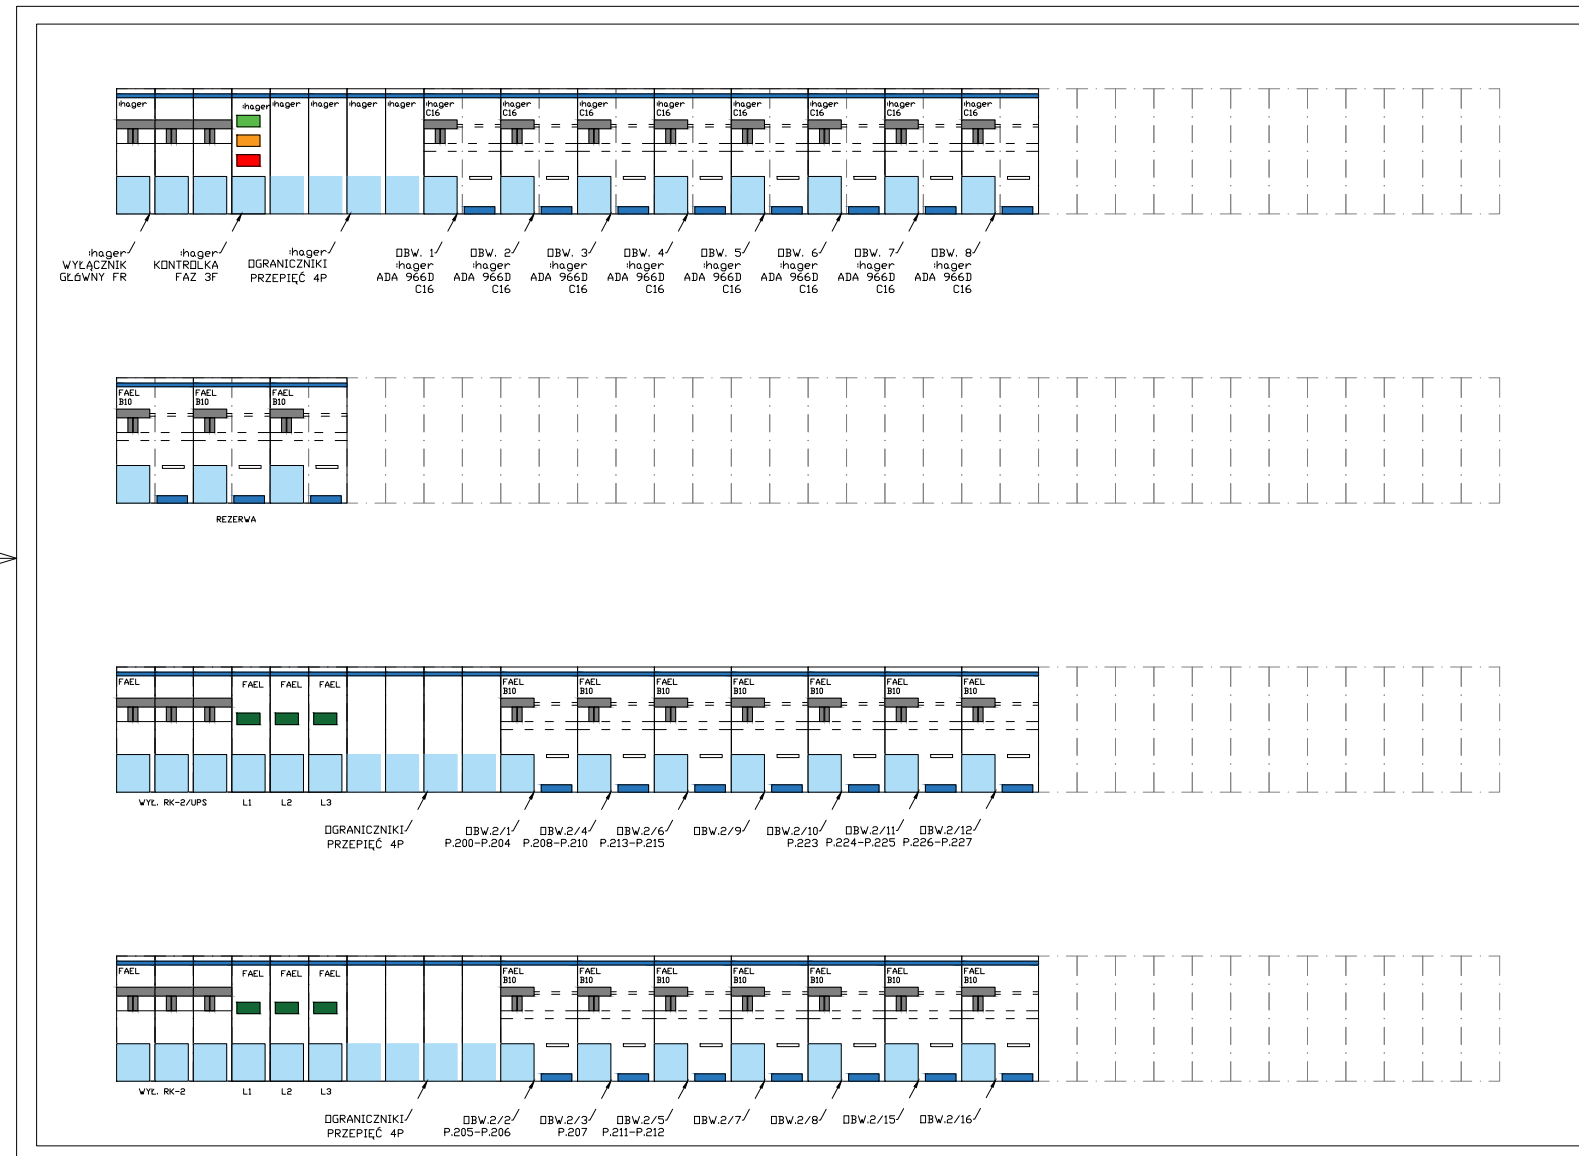 :hager :hager :hager :hager :hager :hager :hager :hager :hager :hager :hager :hager :hager :hager
C16 C16 C16 C16 C16 C16 C16 C16
:hager
WYŁĄCZNIK
GŁÓWNY FR
:hager
KONTROLKA
FAZ 3F
:hager
OGRANICZNIKI
PRZEPIĘĆ 4P
OBW. 1
:hager
ADA 966D
C16
OBW. 2
:hager
ADA 966D
C16
OBW. 3
:hager
ADA 966D
C16
OBW. 4
:hager
ADA 966D
C16
OBW. 5
:hager
ADA 966D
C16
OBW. 6
:hager
ADA 966D
C16
OBW. 7
:hager
ADA 966D
C16
OBW. 8
:hager
ADA 966D
C16
FAEL FAEL FAEL
B10 B10 B10
REZERWA
FAEL FAEL FAEL FAEL FAEL FAEL FAEL FAEL FAEL FAEL FAEL
B10 B10 B10 B10 B10 B10 B10
WYŁ. RK-2/UPS L1 L2 L3
OGRANICZNIKI
PRZEPIĘĆ 4P
OBW.2/1
P.200-P.204
OBW.2/4
P.208-P.210
OBW.2/6
P.213-P.215
OBW.2/9
OBW.2/10
P.223
OBW.2/11
P.224-P.225
OBW.2/12
P.226-P.227
FAEL FAEL FAEL FAEL FAEL FAEL FAEL FAEL FAEL FAEL FAEL
B10 B10 B10 B10 B10 B10 B10
WYŁ. RK-2 L1 L2 L3
OGRANICZNIKI
PRZEPIĘĆ 4P
OBW.2/2
P.205-P.206
OBW.2/3
P.207
OBW.2/5
P.211-P.212
OBW.2/7
OBW.2/8
OBW.2/15
OBW.2/16